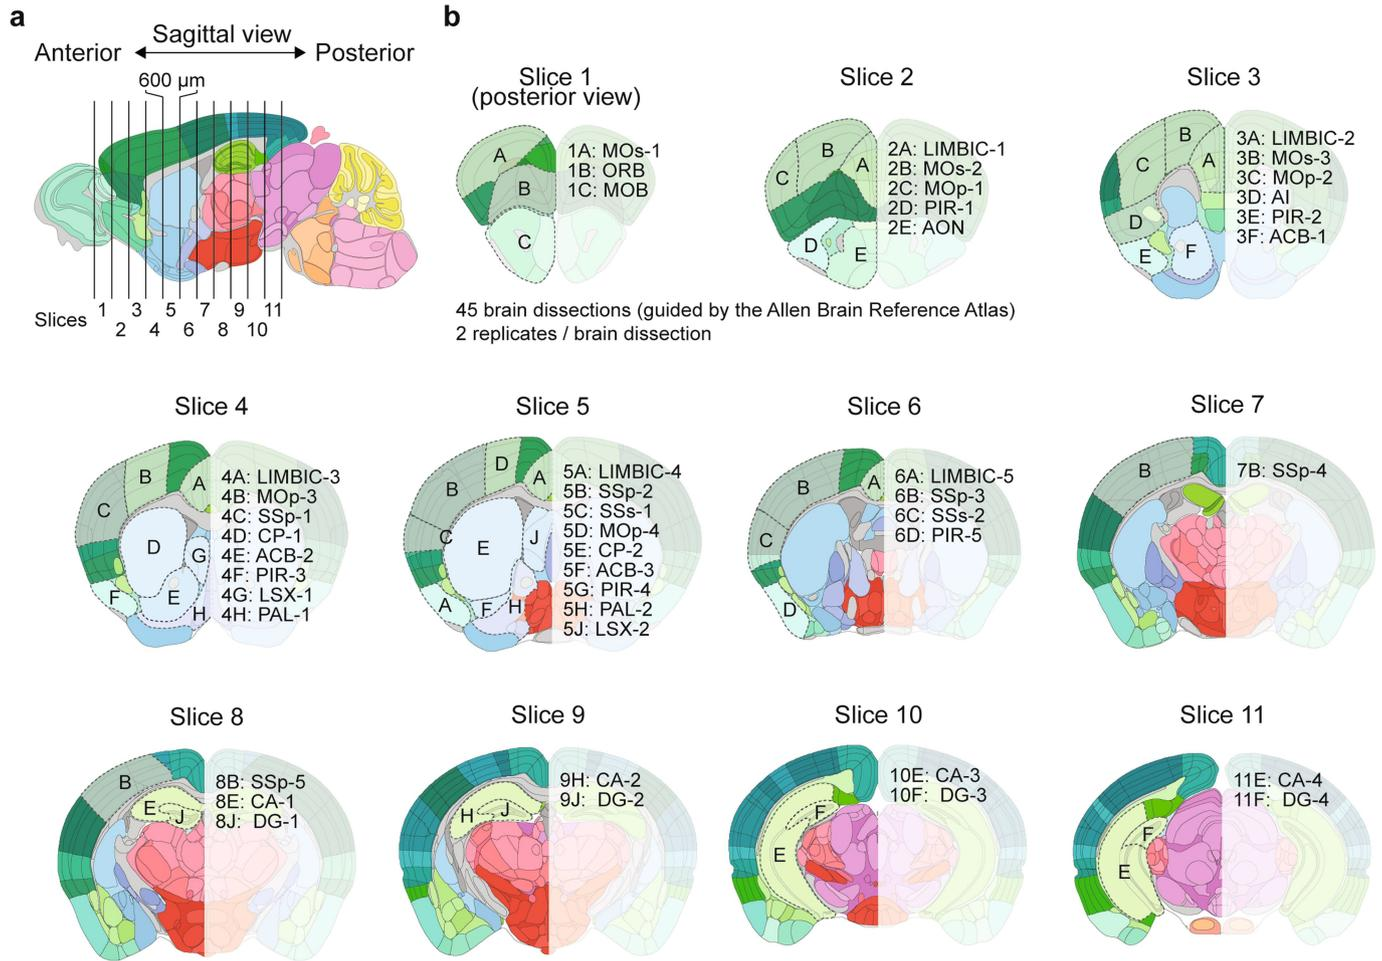 a
b
Sagittal view
Anterior
Posterior
600 µm
Slices
1
2
3
4
5
6
7
8
9
10
11
Slice 1
(posterior view)
A
B
C
1A: MOs-1
1B: ORB
1C: MOB
Slice 2
A
B
C
D
E
2A: LIMBIC-1
2B: MOs-2
2C: MOp-1
2D: PIR-1
2E: AON
Slice 3
A
B
C
D
E
F
3A: LIMBIC-2
3B: MOs-3
3C: MOp-2
3D: AI
3E: PIR-2
3F: ACB-1
45 brain dissections (guided by the Allen Brain Reference Atlas)
2 replicates / brain dissection
Slice 4
A
B
C
D
G
E
F
H
4A: LIMBIC-3
4B: MOp-3
4C: SSp-1
4D: CP-1
4E: ACB-2
4F: PIR-3
4G: LSX-1
4H: PAL-1
Slice 5
D
A
B
C
E
J
A
F
H
5A: LIMBIC-4
5B: SSp-2
5C: SSs-1
5D: MOp-4
5E: CP-2
5F: ACB-3
5G: PIR-4
5H: PAL-2
5J: LSX-2
Slice 6
A
B
C
D
6A: LIMBIC-5
6B: SSp-3
6C: SSs-2
6D: PIR-5
Slice 7
B
7B: SSp-4
Slice 8
B
E
J
8B: SSp-5
8E: CA-1
8J: DG-1
Slice 9
H
J
9H: CA-2
9J: DG-2
Slice 10
F
E
10E: CA-3
10F: DG-3
Slice 11
F
E
11E: CA-4
11F: DG-4